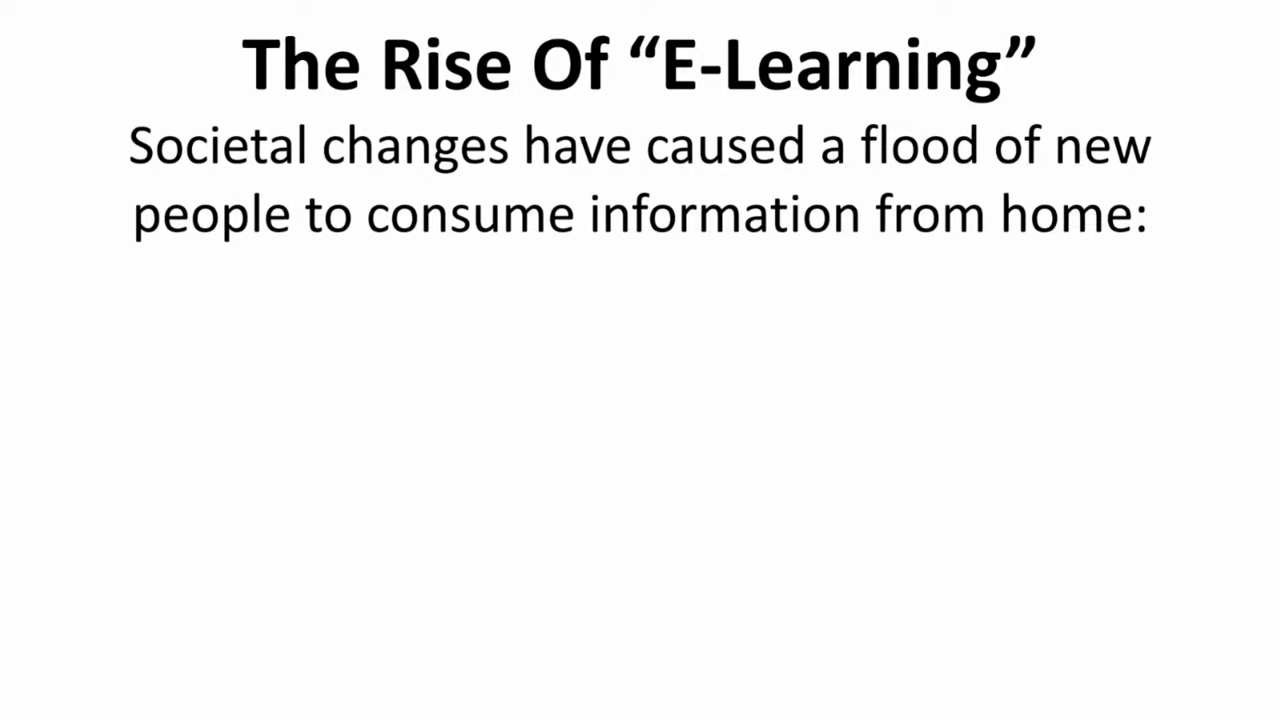 The Rise Of “E-Learning”
Societal changes have caused a flood of new
people to consume information from home: